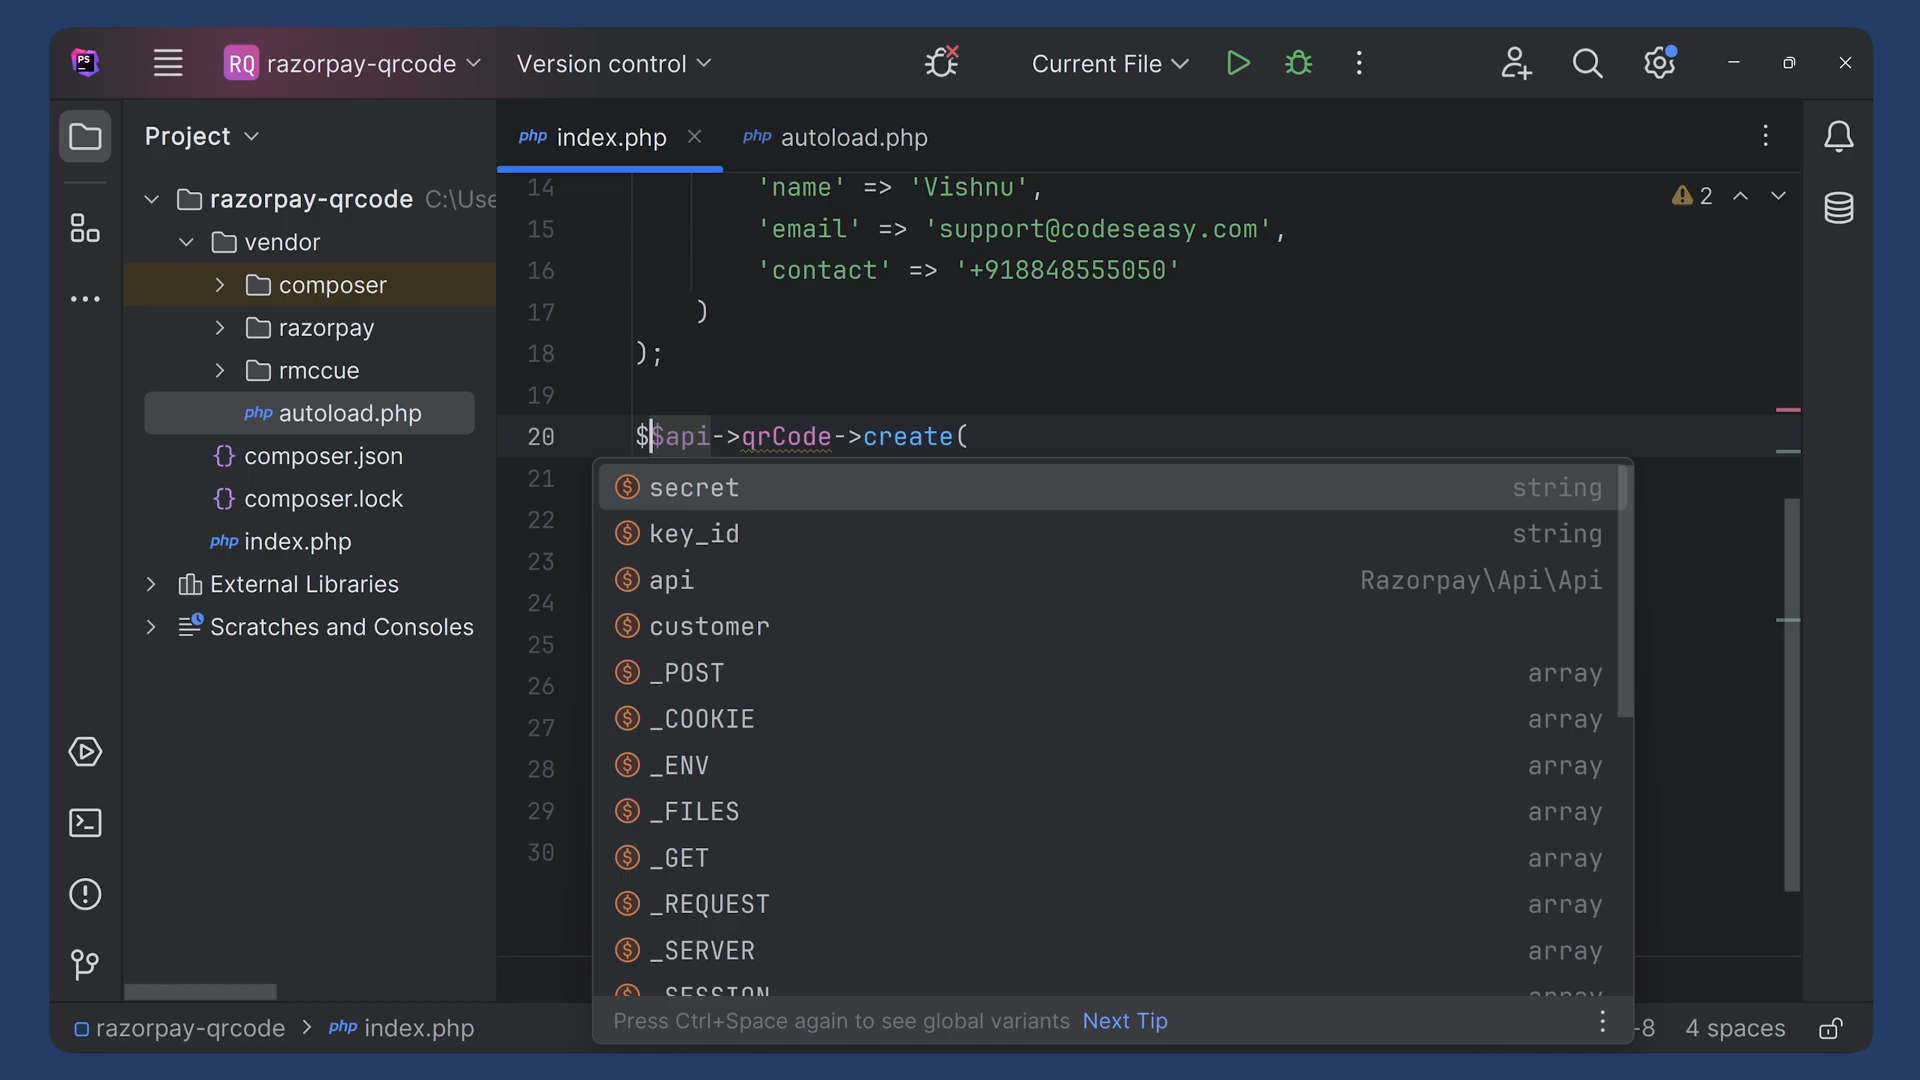 PS
RQ razorpay-qrcode
Version control
Current File
Project
php index.php
php autoload.php
razorpay-qrcode C:\Use
vendor
composer
razorpay
rmccue
php autoload.php
{} composer.json
{} composer.lock
php index.php
External Libraries
Scratches and Consoles
2
14 'name' => 'Vishnu',
15 'email' => 'support@codeseasy.com',
16 'contact' => '+918848555050'
17 )
18 );
19
20 $$api->qrCode->create(
21
22
23
24
25
26
27
28
29
30
secret string
key_id string
api Razorpay\Api\Api
customer
_POST array
_COOKIE array
_ENV array
_FILES array
_GET array
_REQUEST array
_SERVER array
_SESSION array
Press Ctrl+Space again to see global variants Next Tip
razorpay-qrcode > php index.php
-8 4 spaces